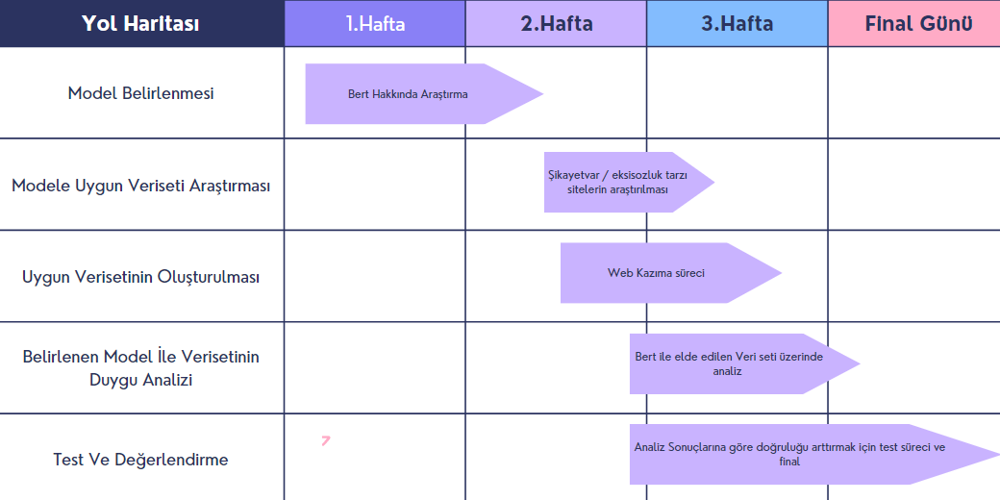 Yol Haritası
1.Hafta
2.Hafta
3.Hafta
Final Günü
Model Belirlenmesi
Bert Hakkında Araştırma
Modele Uygun Veriseti Araştırması
Şikayetvar / eksisozluk tarzı
sitelerin araştırılması
Uygun Verisetinin Oluşturulması
Web Kazıma süreci
Belirlenen Model İle Verisetinin
Duygu Analizi
Bert ile elde edilen Veri seti üzerinde
analiz
Test Ve Değerlendirme
Analiz Sonuçlarına göre doğruluğu arttırmak için test süreci ve
final